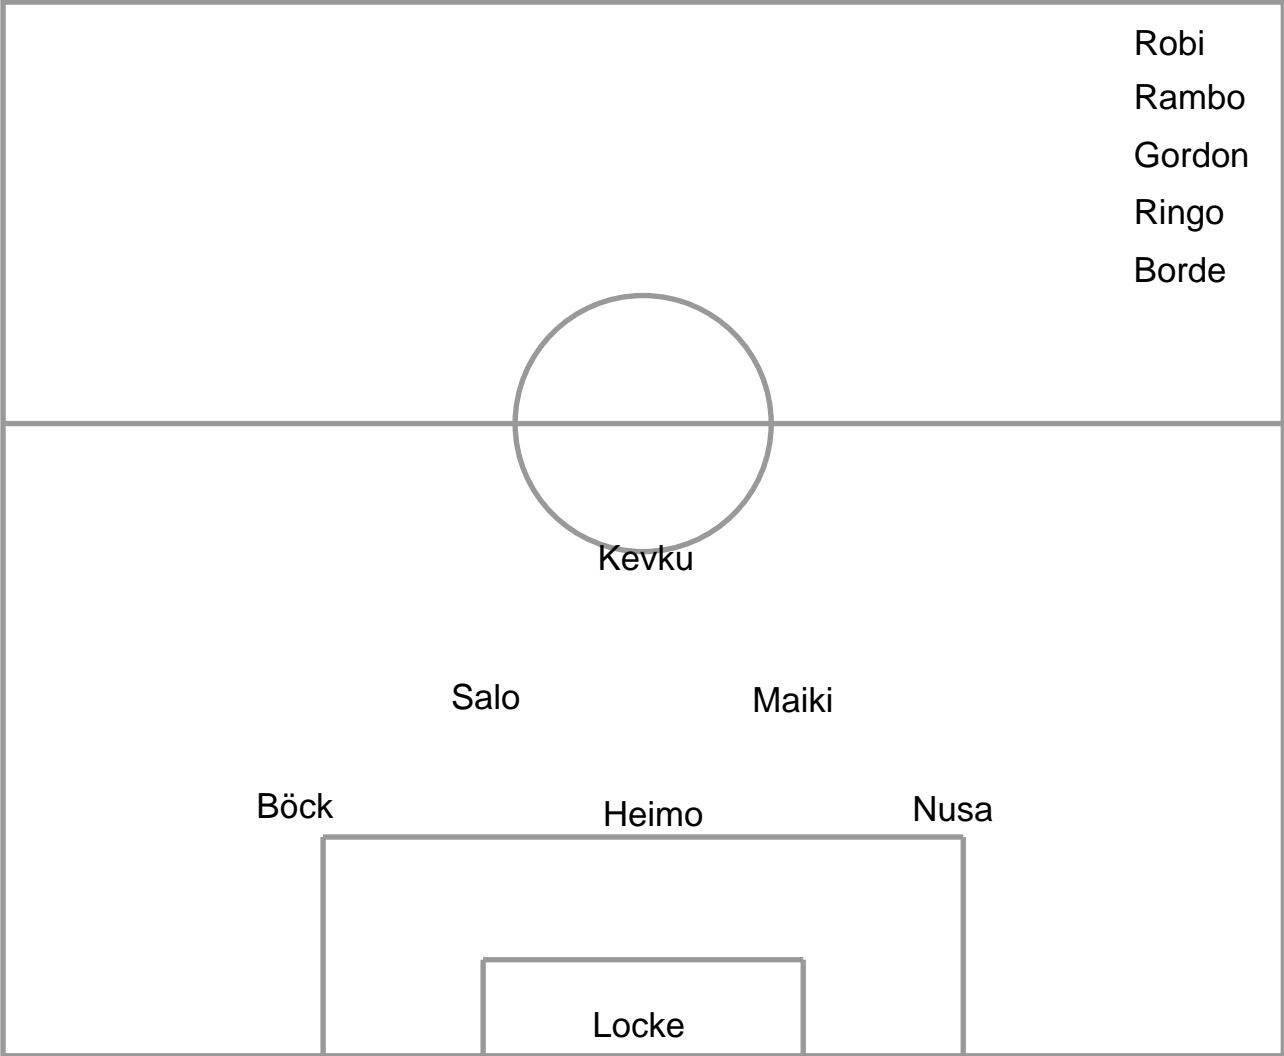 Robi
Rambo
Gordon
Ringo
Borde
Kevku
Salo Maiki
Böck Heimo Nusa
Locke